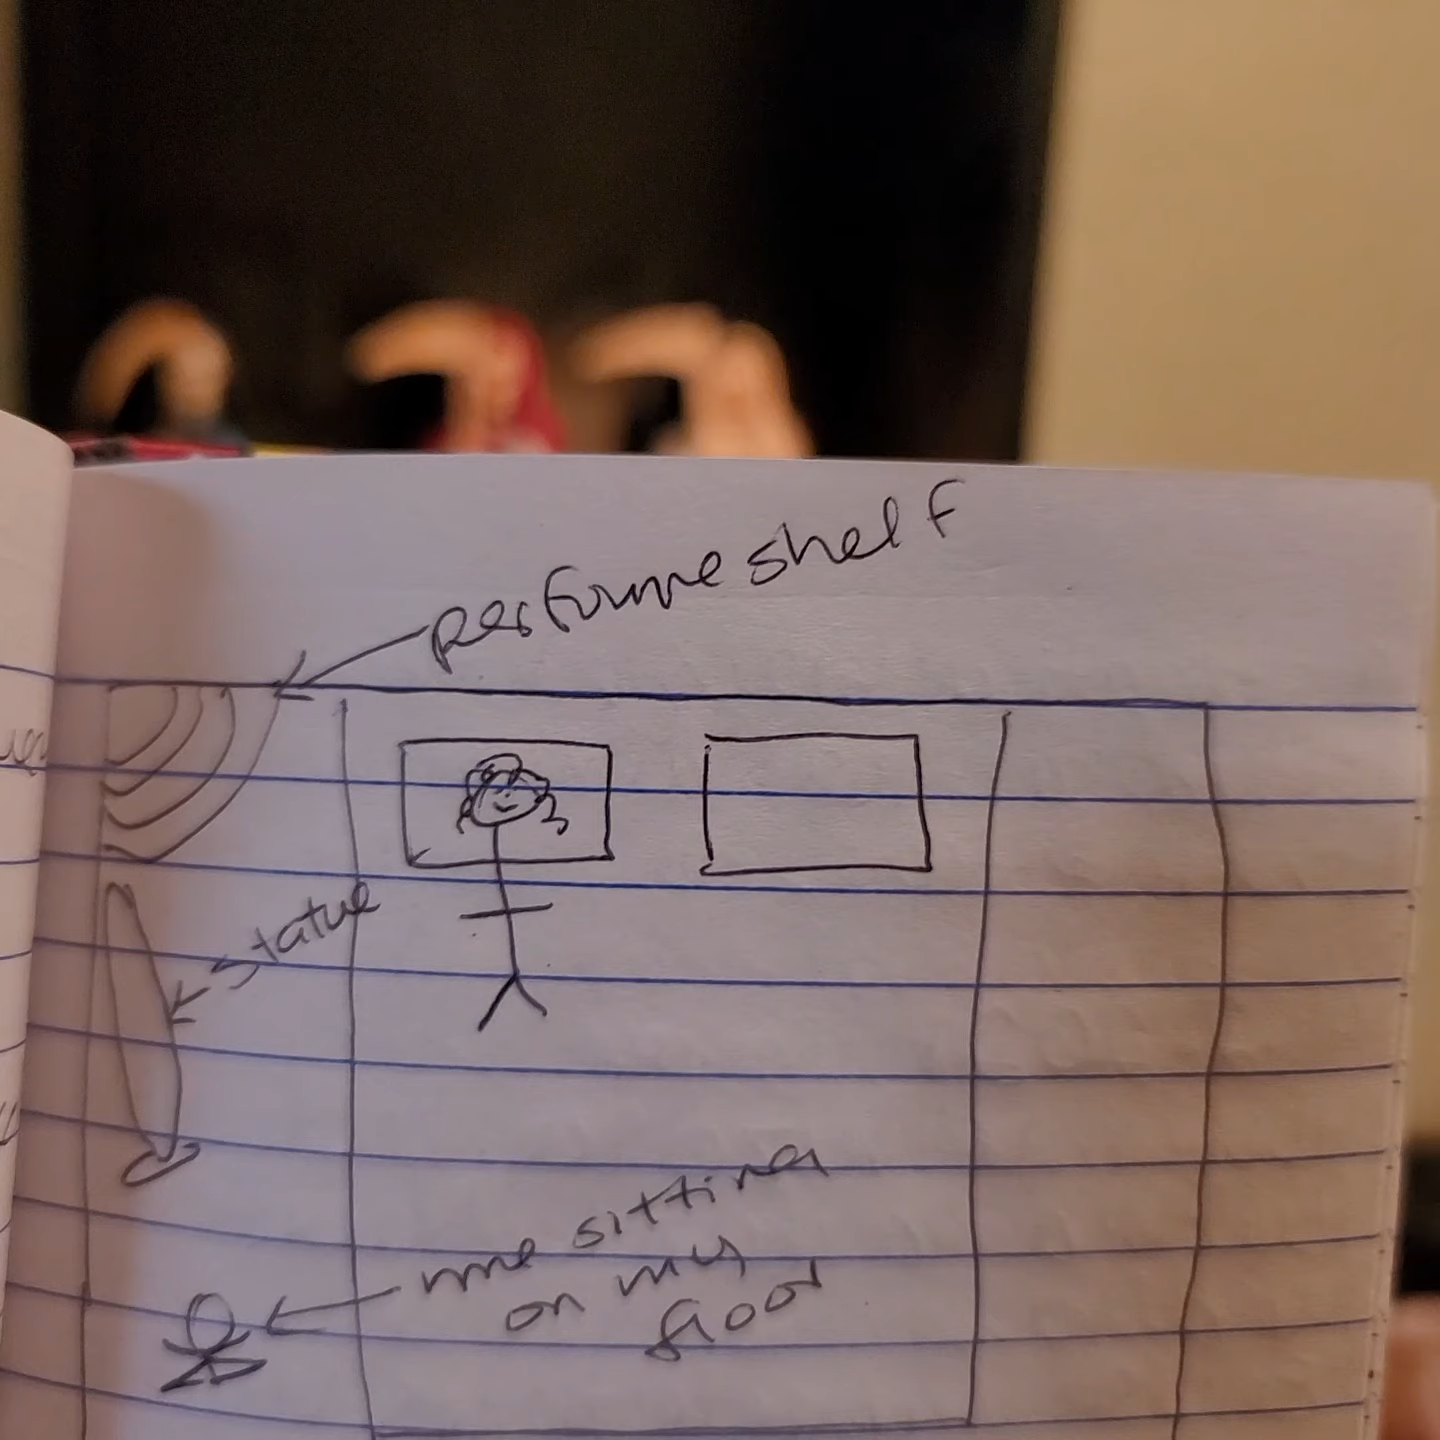 perfume shelf
statue
me sitting
on my
floor